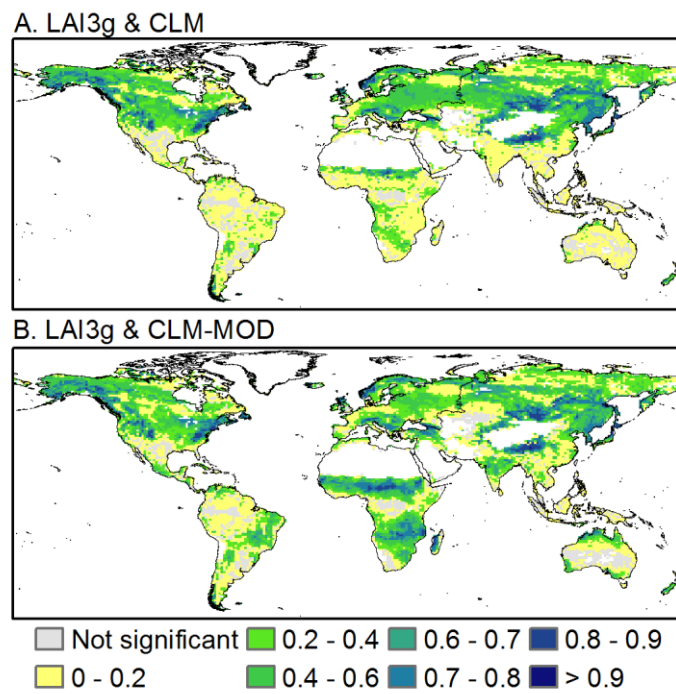 A. LAI3g & CLM
B. LAI3g & CLM-MOD
Not significant 0.2 - 0.4 0.6 - 0.7 0.8 - 0.9
0 - 0.2 0.4 - 0.6 0.7 - 0.8 > 0.9